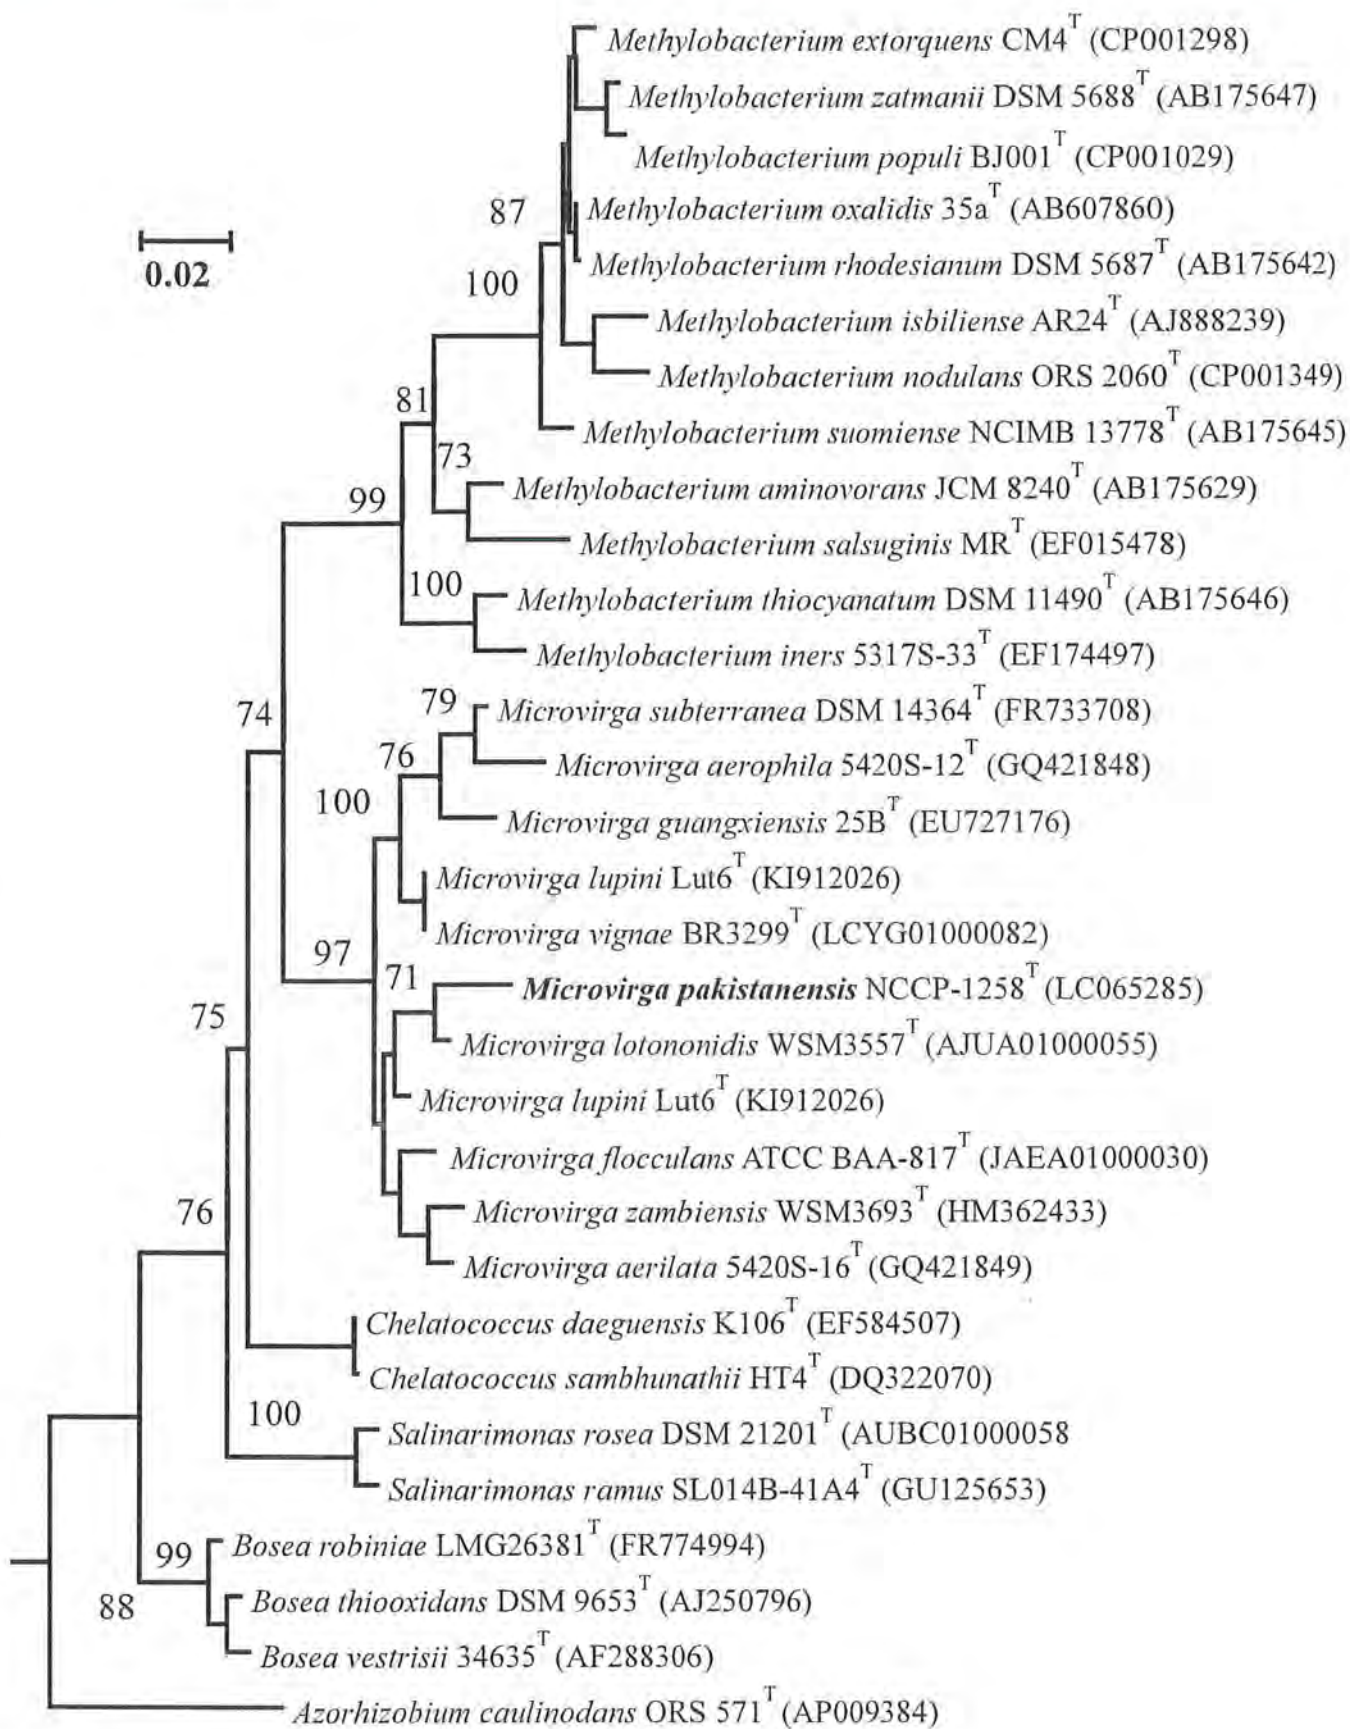 Methylobacterium extorquens CM4T (CP001298)
Methylobacterium zatmanii DSM 5688T (AB175647)
Methylobacterium populi BJ001T (CP001029)
87
Methylobacterium oxalidis 35aT (AB607860)
0.02
Methylobacterium rhodesianum DSM 5687T (AB175642)
100
Methylobacterium isbiliense AR24T (AJ888239)
Methylobacterium nodulans ORS 2060T (CP001349)
81
Methylobacterium suomiense NCIMB 13778T (AB175645)
73
Methylobacterium aminovorans JCM 8240T (AB175629)
99
Methylobacterium salsuginis MRT (EF015478)
100
Methylobacterium thiocyanatum DSM 11490T (AB175646)
Methylobacterium iners 5317S-33T (EF174497)
79
Microvirga subterranea DSM 14364T (FR733708)
74
76
Microvirga aerophila 5420S-12T (GQ421848)
100
Microvirga guangxiensis 25BT (EU727176)
Microvirga lupini Lut6T (KI912026)
Microvirga vignae BR3299T (LCYG01000082)
97
71
Microvirga pakistanensis NCCP-1258T (LC065285)
75
Microvirga lotononidis WSM3557T (AJUA01000055)
Microvirga lupini Lut6T (KI912026)
Microvirga flocculans ATCC BAA-817T (JAEA01000030)
76
Microvirga zambiensis WSM3693T (HM362433)
Microvirga aerilata 5420S-16T (GQ421849)
Chelatococcus daeguensis K106T (EF584507)
Chelatococcus sambhunathii HT4T (DQ322070)
100
Salinarimonas rosea DSM 21201T (AUBC01000058
Salinarimonas ramus SL014B-41A4T (GU125653)
99
Bosea robiniae LMG26381T (FR774994)
88
Bosea thiooxidans DSM 9653T (AJ250796)
Bosea vestrisii 34635T (AF288306)
Azorhizobium caulinodans ORS 571T (AP009384)